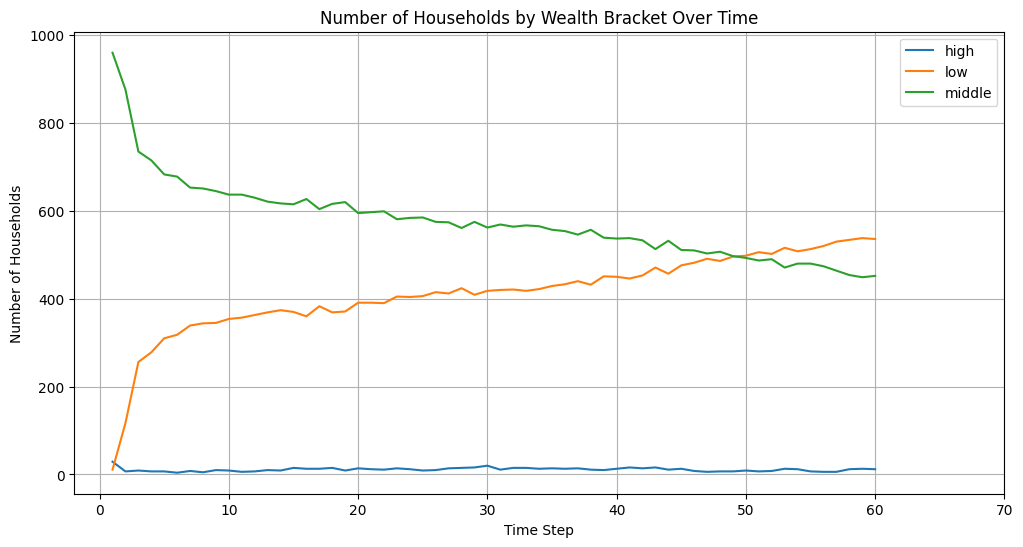 Number of Households by Wealth Bracket Over Time
Number of Households
1000
800
600
400
200
0
high
low
middle
0 10 20 30 40 50 60 70
Time Step